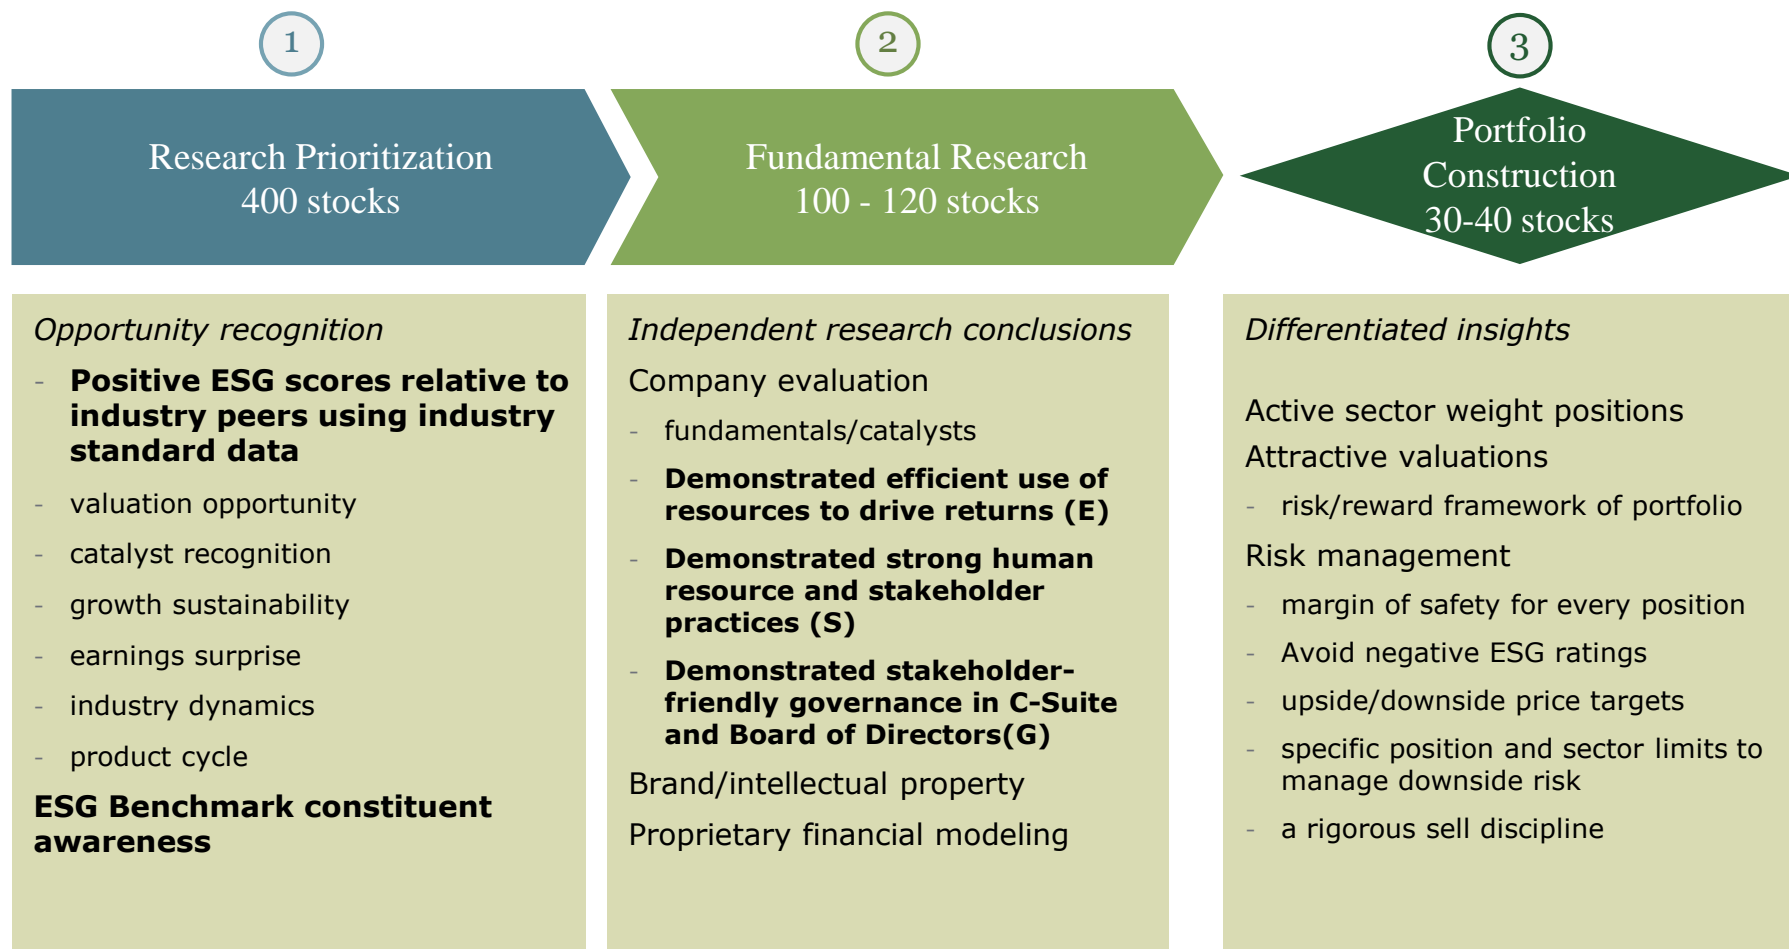 1
Research Prioritization
400 stocks
Opportunity recognition
- Positive ESG scores relative to
industry peers using industry
standard data
- valuation opportunity
- catalyst recognition
- growth sustainability
- earnings surprise
- industry dynamics
- product cycle
ESG Benchmark constituent
awareness
2
Fundamental Research
100 - 120 stocks
Independent research conclusions
Company evaluation
- fundamentals/catalysts
- Demonstrated efficient use of
resources to drive returns (E)
- Demonstrated strong human
resource and stakeholder
practices (S)
- Demonstrated stakeholder-
friendly governance in C-Suite
and Board of Directors(G)
Brand/intellectual property
Proprietary financial modeling
3
Portfolio
Construction
30-40 stocks
Differentiated insights
Active sector weight positions
Attractive valuations
- risk/reward framework of portfolio
Risk management
- margin of safety for every position
- Avoid negative ESG ratings
- upside/downside price targets
- specific position and sector limits to
manage downside risk
- a rigorous sell discipline